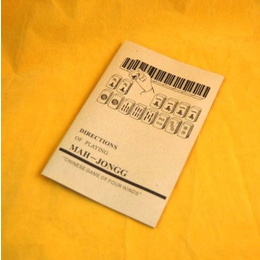 DIRECTIONS
OF PLAYING
MAH-JONGG
"CHINESE GAME OF FOUR WINDS"